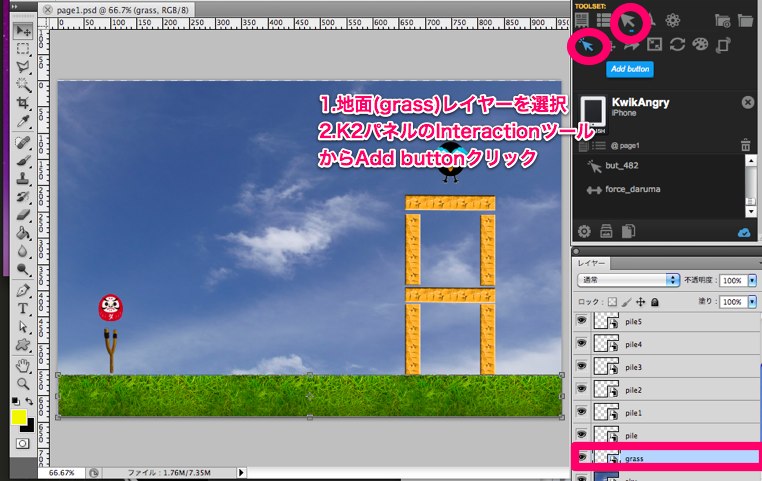 page1.psd @ 66.7% (grass, RGB/8)
TOOLSET:
Add button
1.地面(grass)レイヤーを選択
2.K2パネルのInteractionツール
からAdd buttonクリック
KwikAngry
iPhone
@ page1
but_482
force_daruma
レイヤー
通常
不透明度: 100%
ロック:
塗り: 100%
pile5
pile4
pile3
pile2
pile1
pile
grass
66.67%
ファイル : 1.76M/7.35M